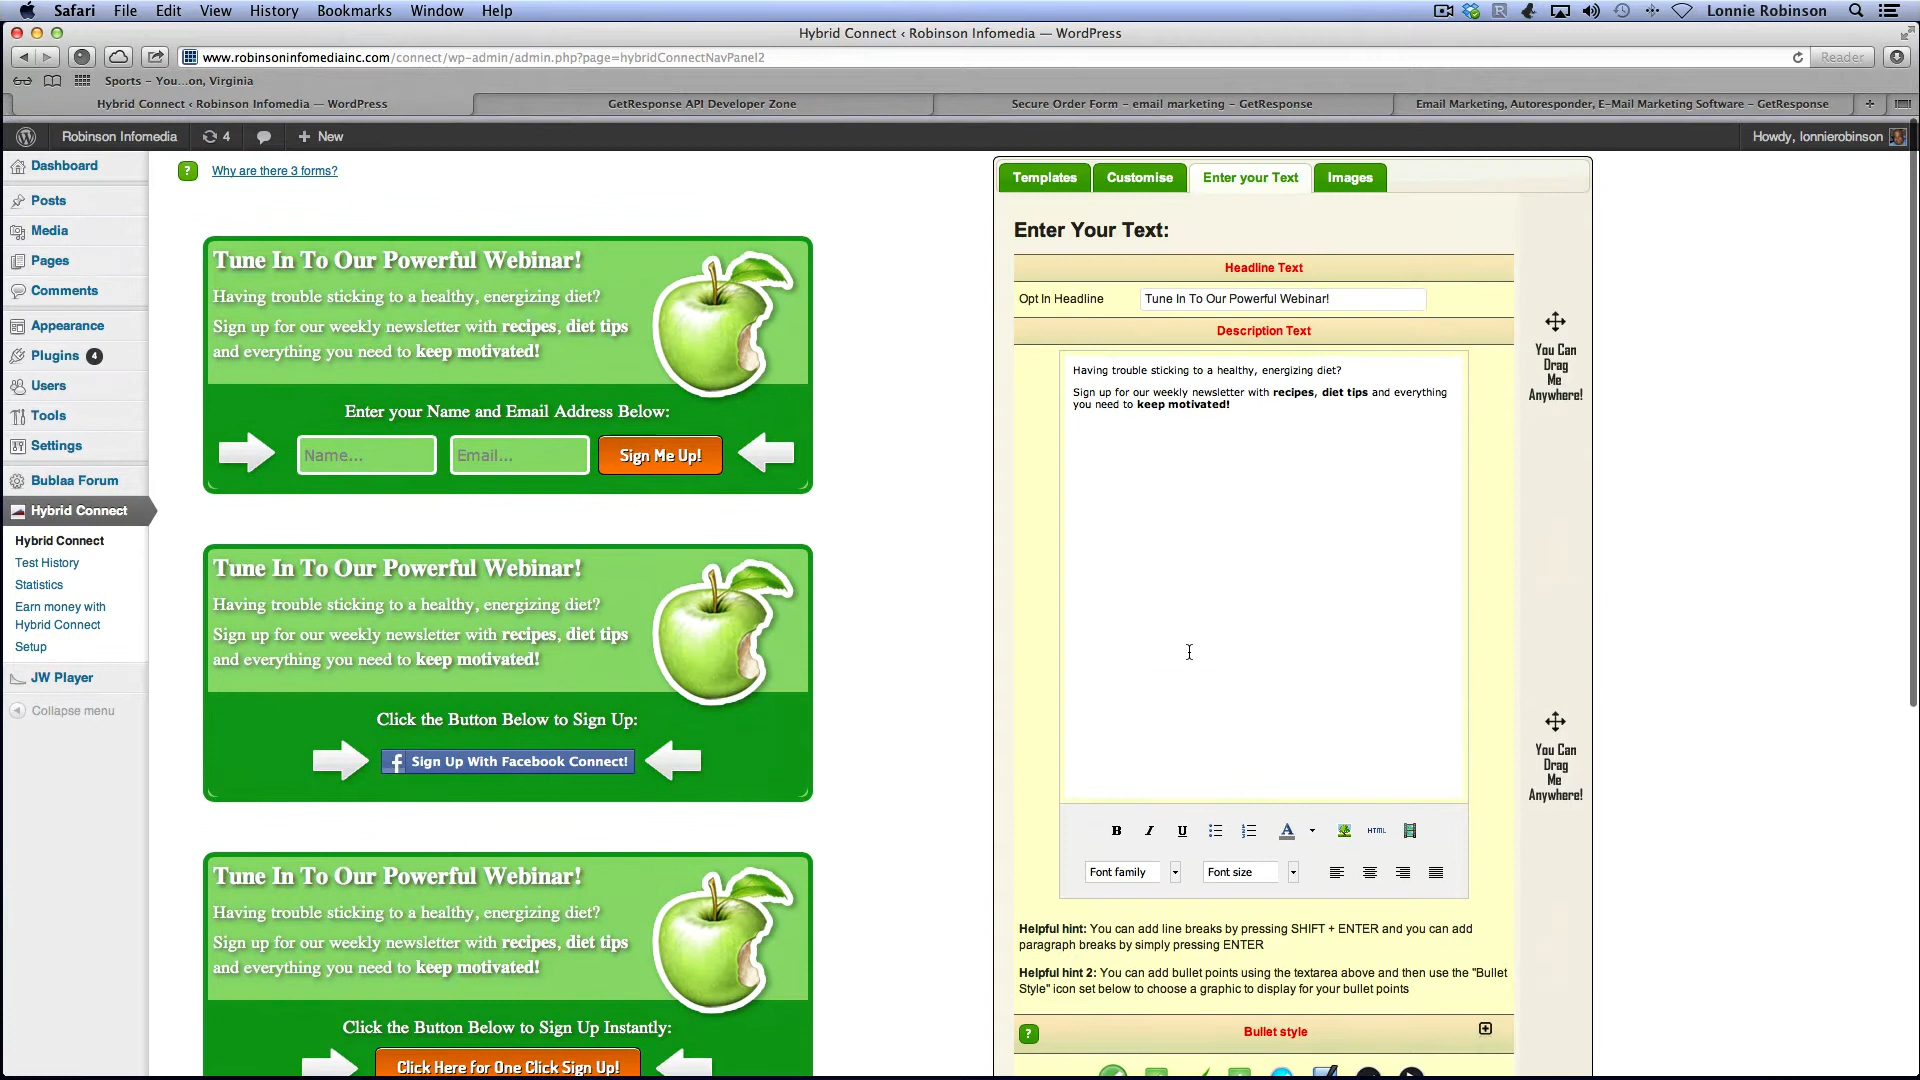 Safari File Edit View History Bookmarks Window Help Lonnie Robinson
Hybrid Connect ‹ Robinson Infomedia — WordPress
www.robinsoninfomediainc.com/connect/wp-admin/admin.php?page=hybridConnectNavPanel2 Reader
Sports – You...on, Virginia
Hybrid Connect ‹ Robinson Infomedia — WordPress GetResponse API Developer Zone Secure Order Form – email marketing – GetResponse Email Marketing, Autoresponder, E-Mail Marketing Software – GetResponse
Robinson Infomedia 4 + New Howdy, lonnierobinson
Dashboard
Posts
Media
Pages
Comments
Appearance
Plugins 4
Users
Tools
Settings
Bublaa Forum
Hybrid Connect
Hybrid Connect
Test History
Statistics
Earn money with
Hybrid Connect
Setup
JW Player
Collapse menu
? Why are there 3 forms?
Tune In To Our Powerful Webinar!
Having trouble sticking to a healthy, energizing diet?
Sign up for our weekly newsletter with recipes, diet tips
and everything you need to keep motivated!
Enter your Name and Email Address Below:
Name... Email... Sign Me Up!
Tune In To Our Powerful Webinar!
Having trouble sticking to a healthy, energizing diet?
Sign up for our weekly newsletter with recipes, diet tips
and everything you need to keep motivated!
Click the Button Below to Sign Up:
f Sign Up With Facebook Connect!
Tune In To Our Powerful Webinar!
Having trouble sticking to a healthy, energizing diet?
Sign up for our weekly newsletter with recipes, diet tips
and everything you need to keep motivated!
Click the Button Below to Sign Up Instantly:
Click Here for One Click Sign Up!
Templates Customise Enter your Text Images
Enter Your Text:
Headline Text
Opt In Headline Tune In To Our Powerful Webinar!
Description Text
Having trouble sticking to a healthy, energizing diet?
Sign up for our weekly newsletter with recipes, diet tips and everything
you need to keep motivated!
B I U A HTML
Font family Font size
Helpful hint: You can add line breaks by pressing SHIFT + ENTER and you can add
paragraph breaks by simply pressing ENTER
Helpful hint 2: You can add bullet points using the textarea above and then use the "Bullet
Style" icon set below to choose a graphic to display for your bullet points
? Bullet style
You Can
Drag
Me
Anywhere!
You Can
Drag
Me
Anywhere!